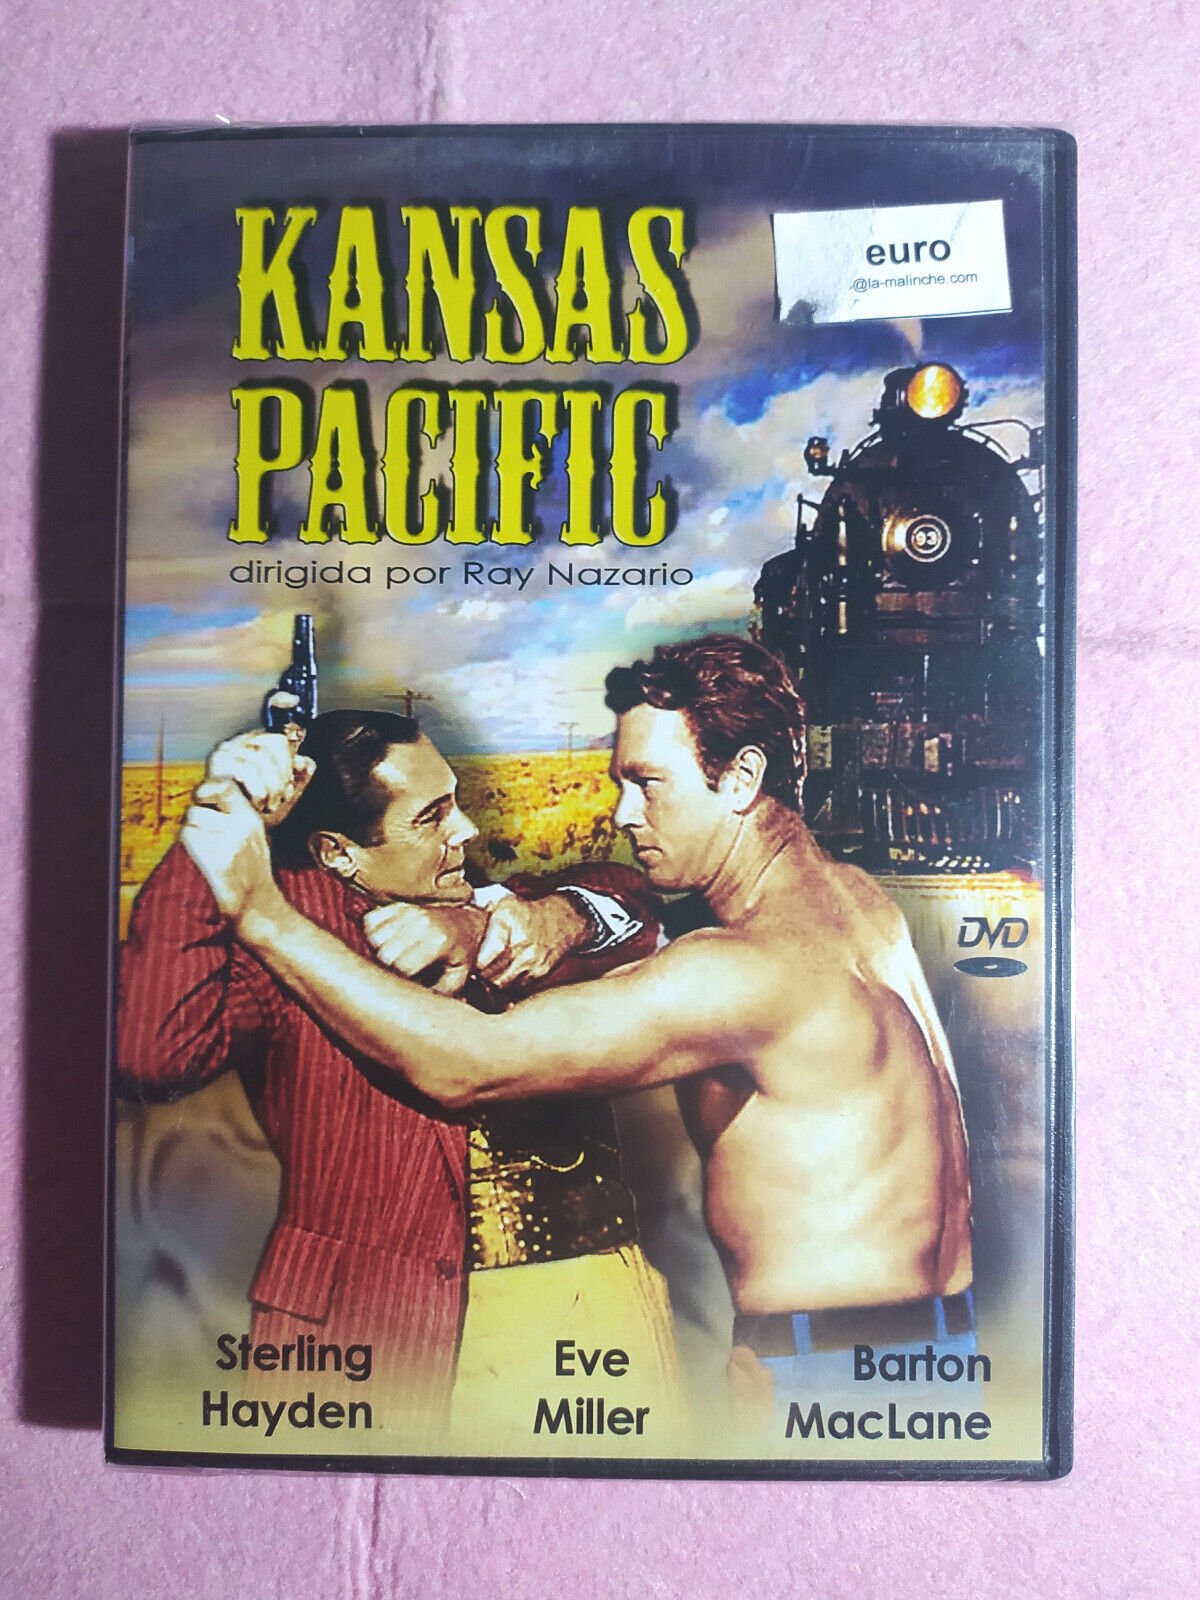 KANSAS
PACIFIC
dirigida por Ray Nazario
euro
@la-malinche.com
93
DVD
Sterling
Hayden
Eve
Miller
Barton
MacLane